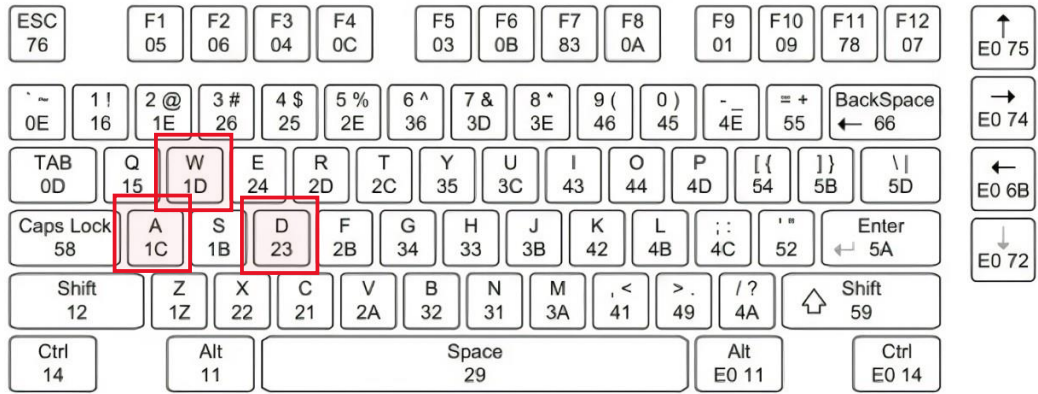 ESC F1 F2 F3 F4 F5 F6 F7 F8 F9 F10 F11 F12 ↑
76 05 06 04 0C 03 0B 83 0A 01 09 78 07 E0 75
` ~ 1 ! 2 @ 3 # 4 $ 5 % 6 ^ 7 & 8 * 9 ( 0 ) - _ = + BackSpace →
0E 16 1E 26 25 2E 36 3D 3E 46 45 4E 55 ← 66 E0 74
TAB Q W E R T Y U I O P [ { ] } \ | ←
0D 15 1D 24 2D 2C 35 3C 43 44 4D 54 5B 5D E0 6B
Caps Lock A S D F G H J K L ; : ' " Enter ↓
58 1C 1B 23 2B 34 33 3B 42 4B 4C 52 ↵ 5A E0 72
Shift Z X C V B N M , < > . / ? ⇧ Shift
12 1Z 22 21 2A 32 31 3A 41 49 4A 59
Ctrl Alt Space Alt Ctrl
14 11 29 E0 11 E0 14